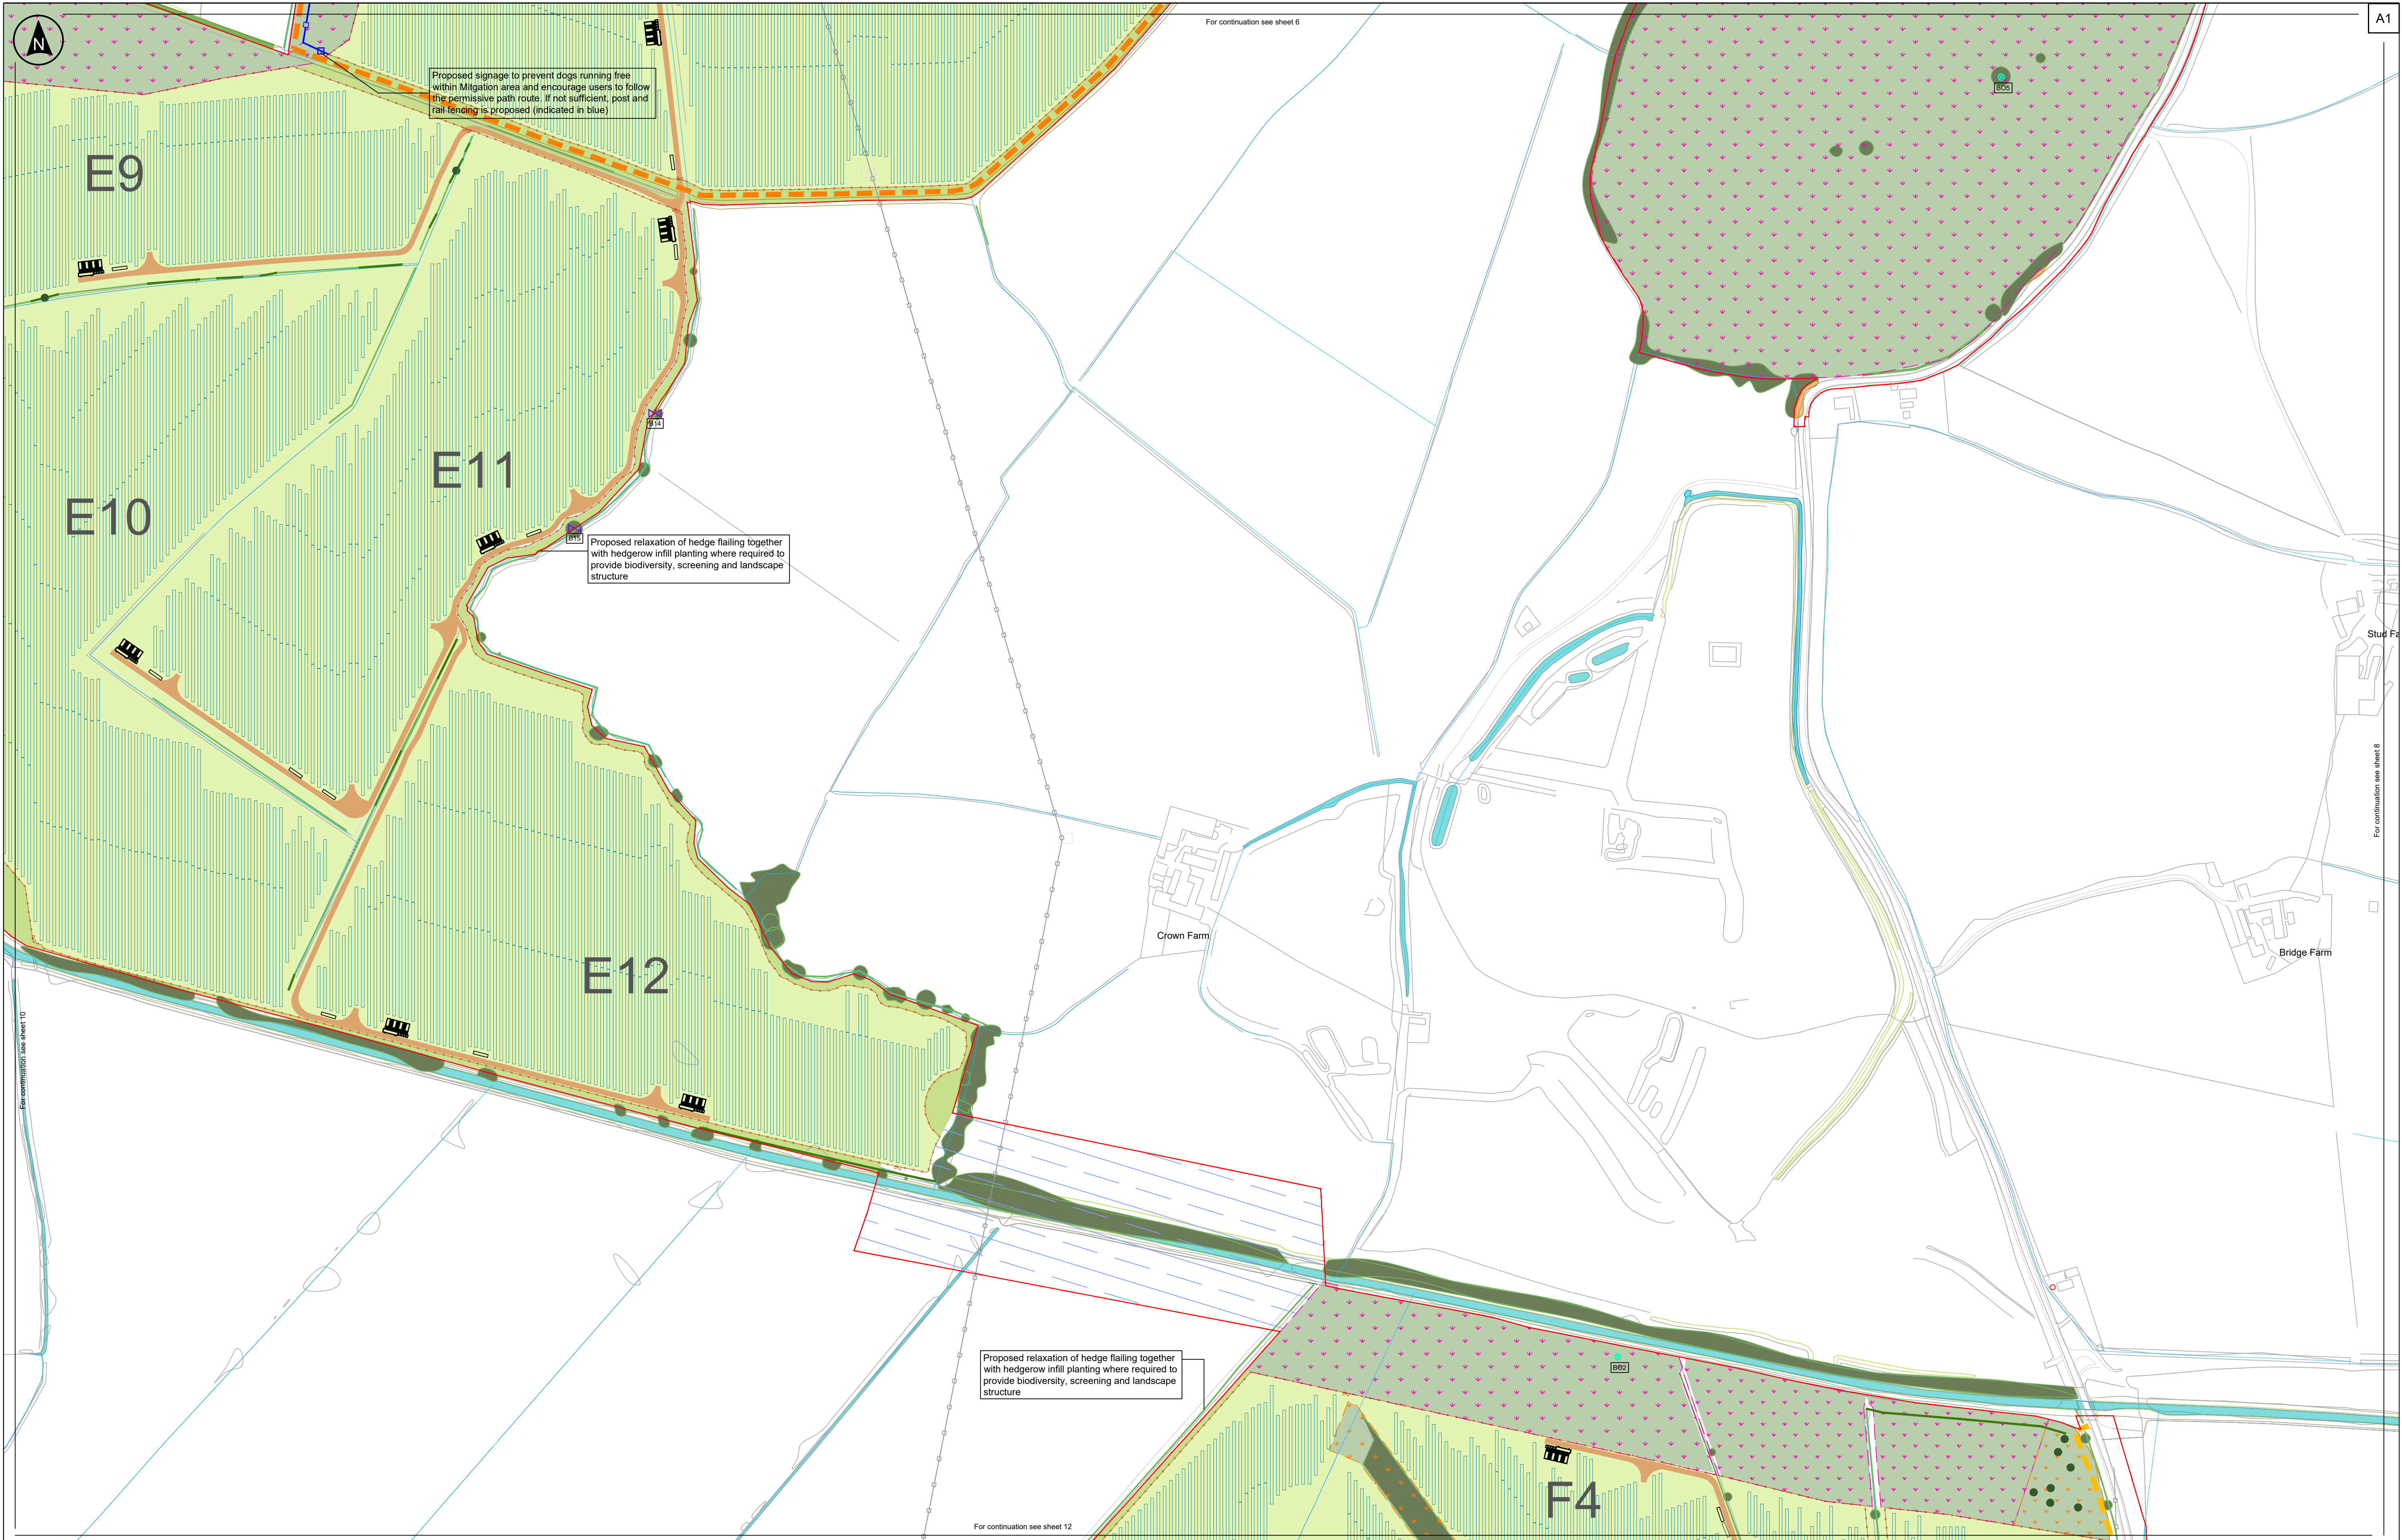 For continuation see sheet 6
A1
N
Proposed signage to prevent dogs running free
within Mitgation area and encourage users to follow
the permissive path route. If not sufficient, post and
rail fencing is proposed (indicated in blue)
BO5
E9
B14
E11
E10
B15
Proposed relaxation of hedge flailing together
with hedgerow infill planting where required to
provide biodiversity, screening and landscape
structure
Stud Fa
For continuation see sheet 8
Crown Farm
Bridge Farm
E12
For continuation see sheet 10
Proposed relaxation of hedge flailing together
with hedgerow infill planting where required to
provide biodiversity, screening and landscape
structure
BO2
F4
For continuation see sheet 12